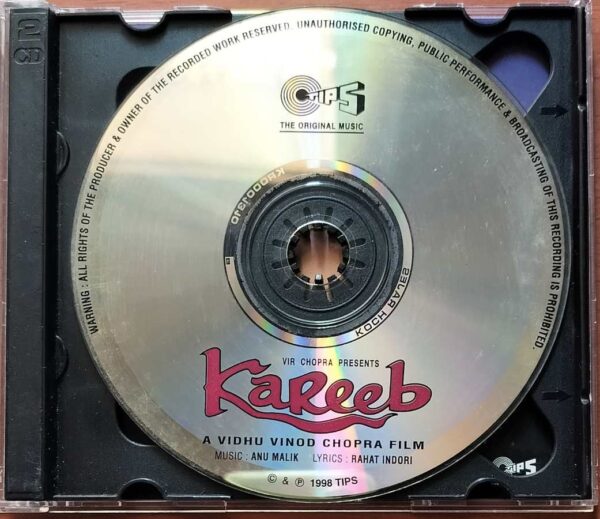 2
CD
WARNING : ALL RIGHTS OF THE PRODUCER & OWNER OF THE RECORDED WORK RESERVED. UNAUTHORISED COPYING, PUBLIC PERFORMANCE & BROADCASTING OF THIS RECORDING IS PROHIBITED.
TIPS
THE ORIGINAL MUSIC
VIR CHOPRA PRESENTS
KaReeb
A VIDHU VINOD CHOPRA FILM
MUSIC : ANU MALIK LYRICS : RAHAT INDORI
© & ℗ 1998 TIPS
TIPS